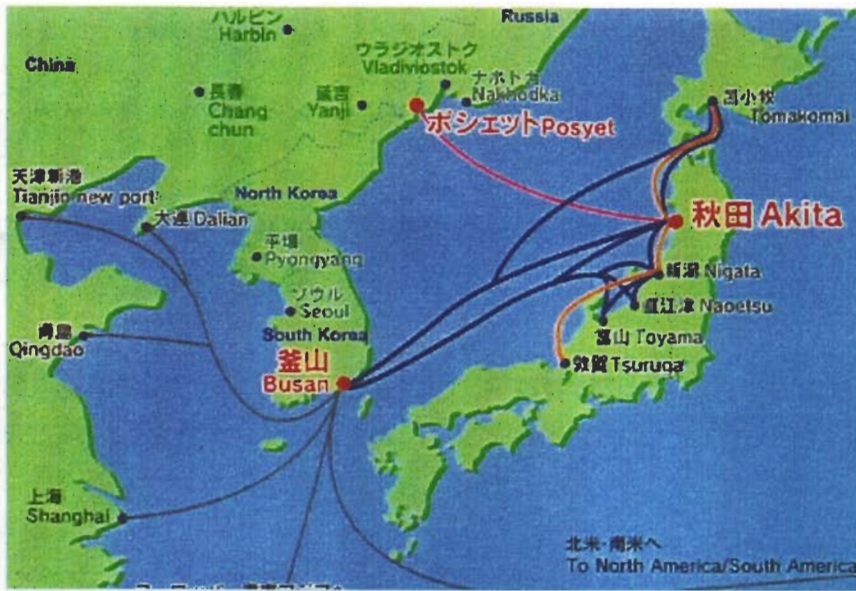 ハルビン
Harbin
Russia
China
ウラジオストク
Vladiviostok
ナホトカ
Nakhodka
長春
Chang
chun
延吉
Yanji
ポシェット Posyet
苫小牧
Tomakomai
天津新港
Tianjin new port
大連 Dalian
North Korea
平壌
Pyongyang
秋田 Akita
新潟 Nigata
ソウル
Seoul
直江津 Naoetsu
South Korea
富山 Toyama
青島
Qingdao
釜山
Busan
敦賀 Tsuruga
上海
Shanghai
北米・南米へ
To North America/South America